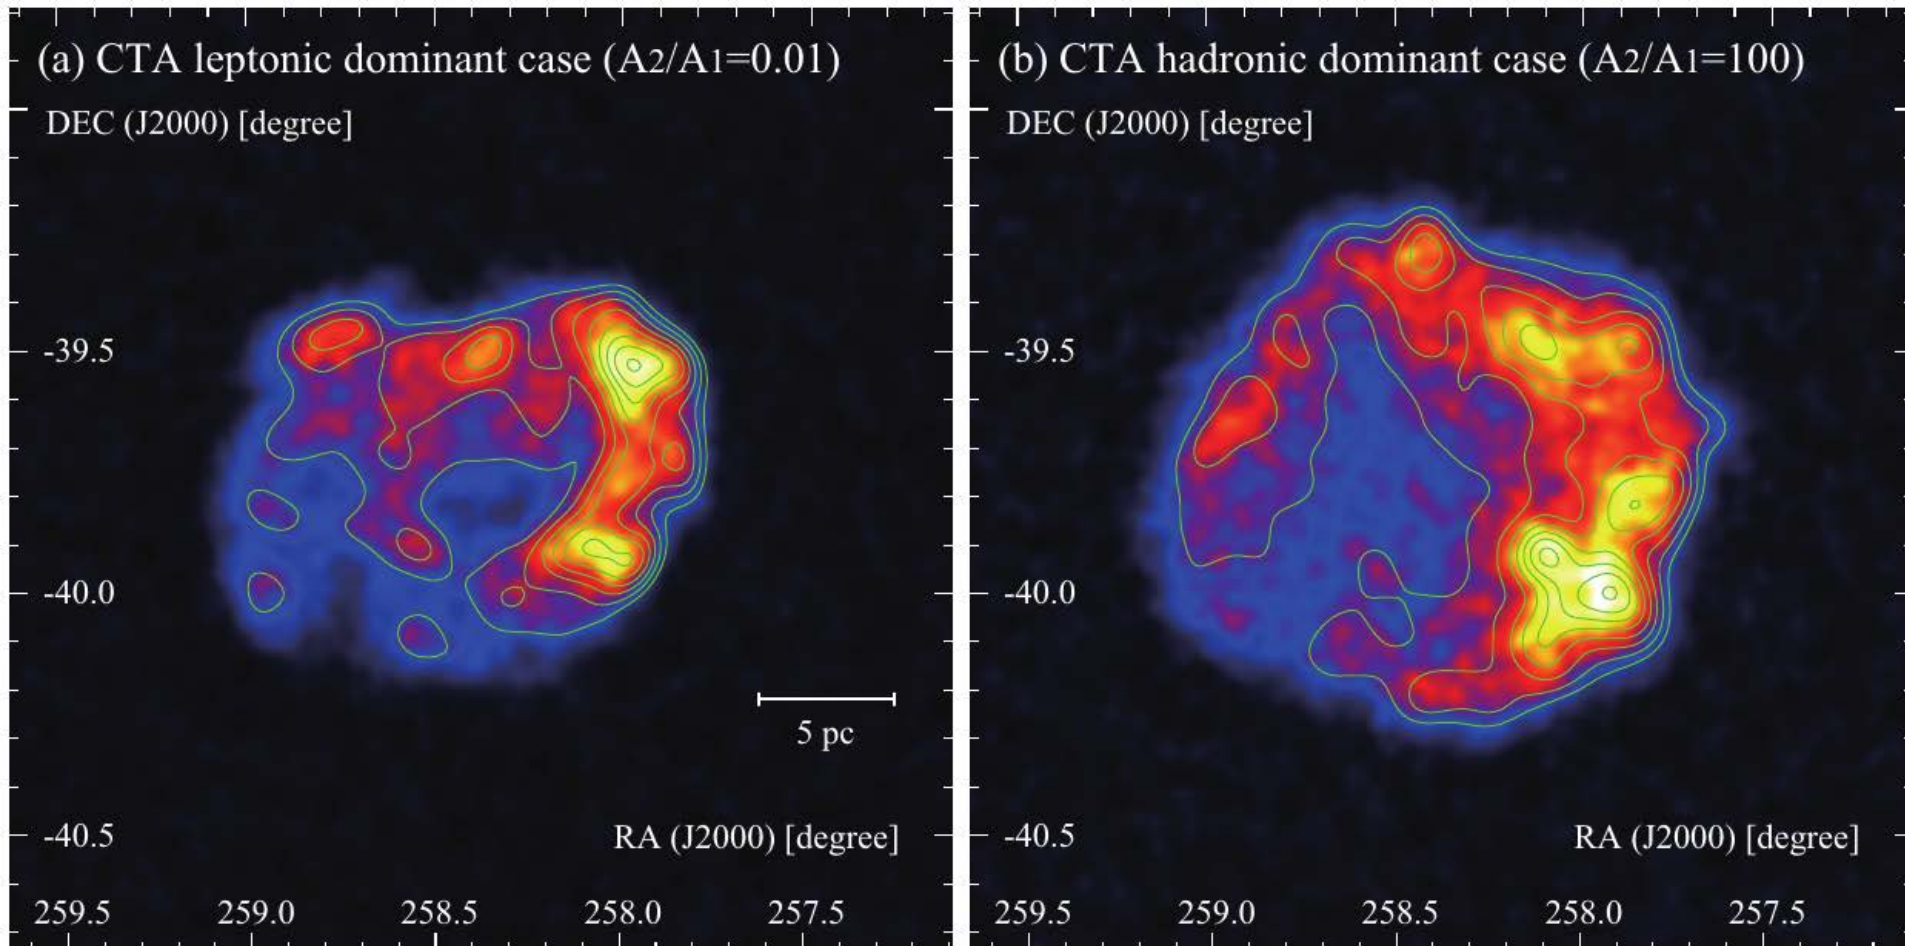 (a) CTA leptonic dominant case (A2/A1=0.01)
DEC (J2000) [degree]
-39.5
-40.0
5 pc
-40.5
RA (J2000) [degree]
259.5 259.0 258.5 258.0 257.5
(b) CTA hadronic dominant case (A2/A1=100)
DEC (J2000) [degree]
-39.5
-40.0
-40.5
RA (J2000) [degree]
259.5 259.0 258.5 258.0 257.5